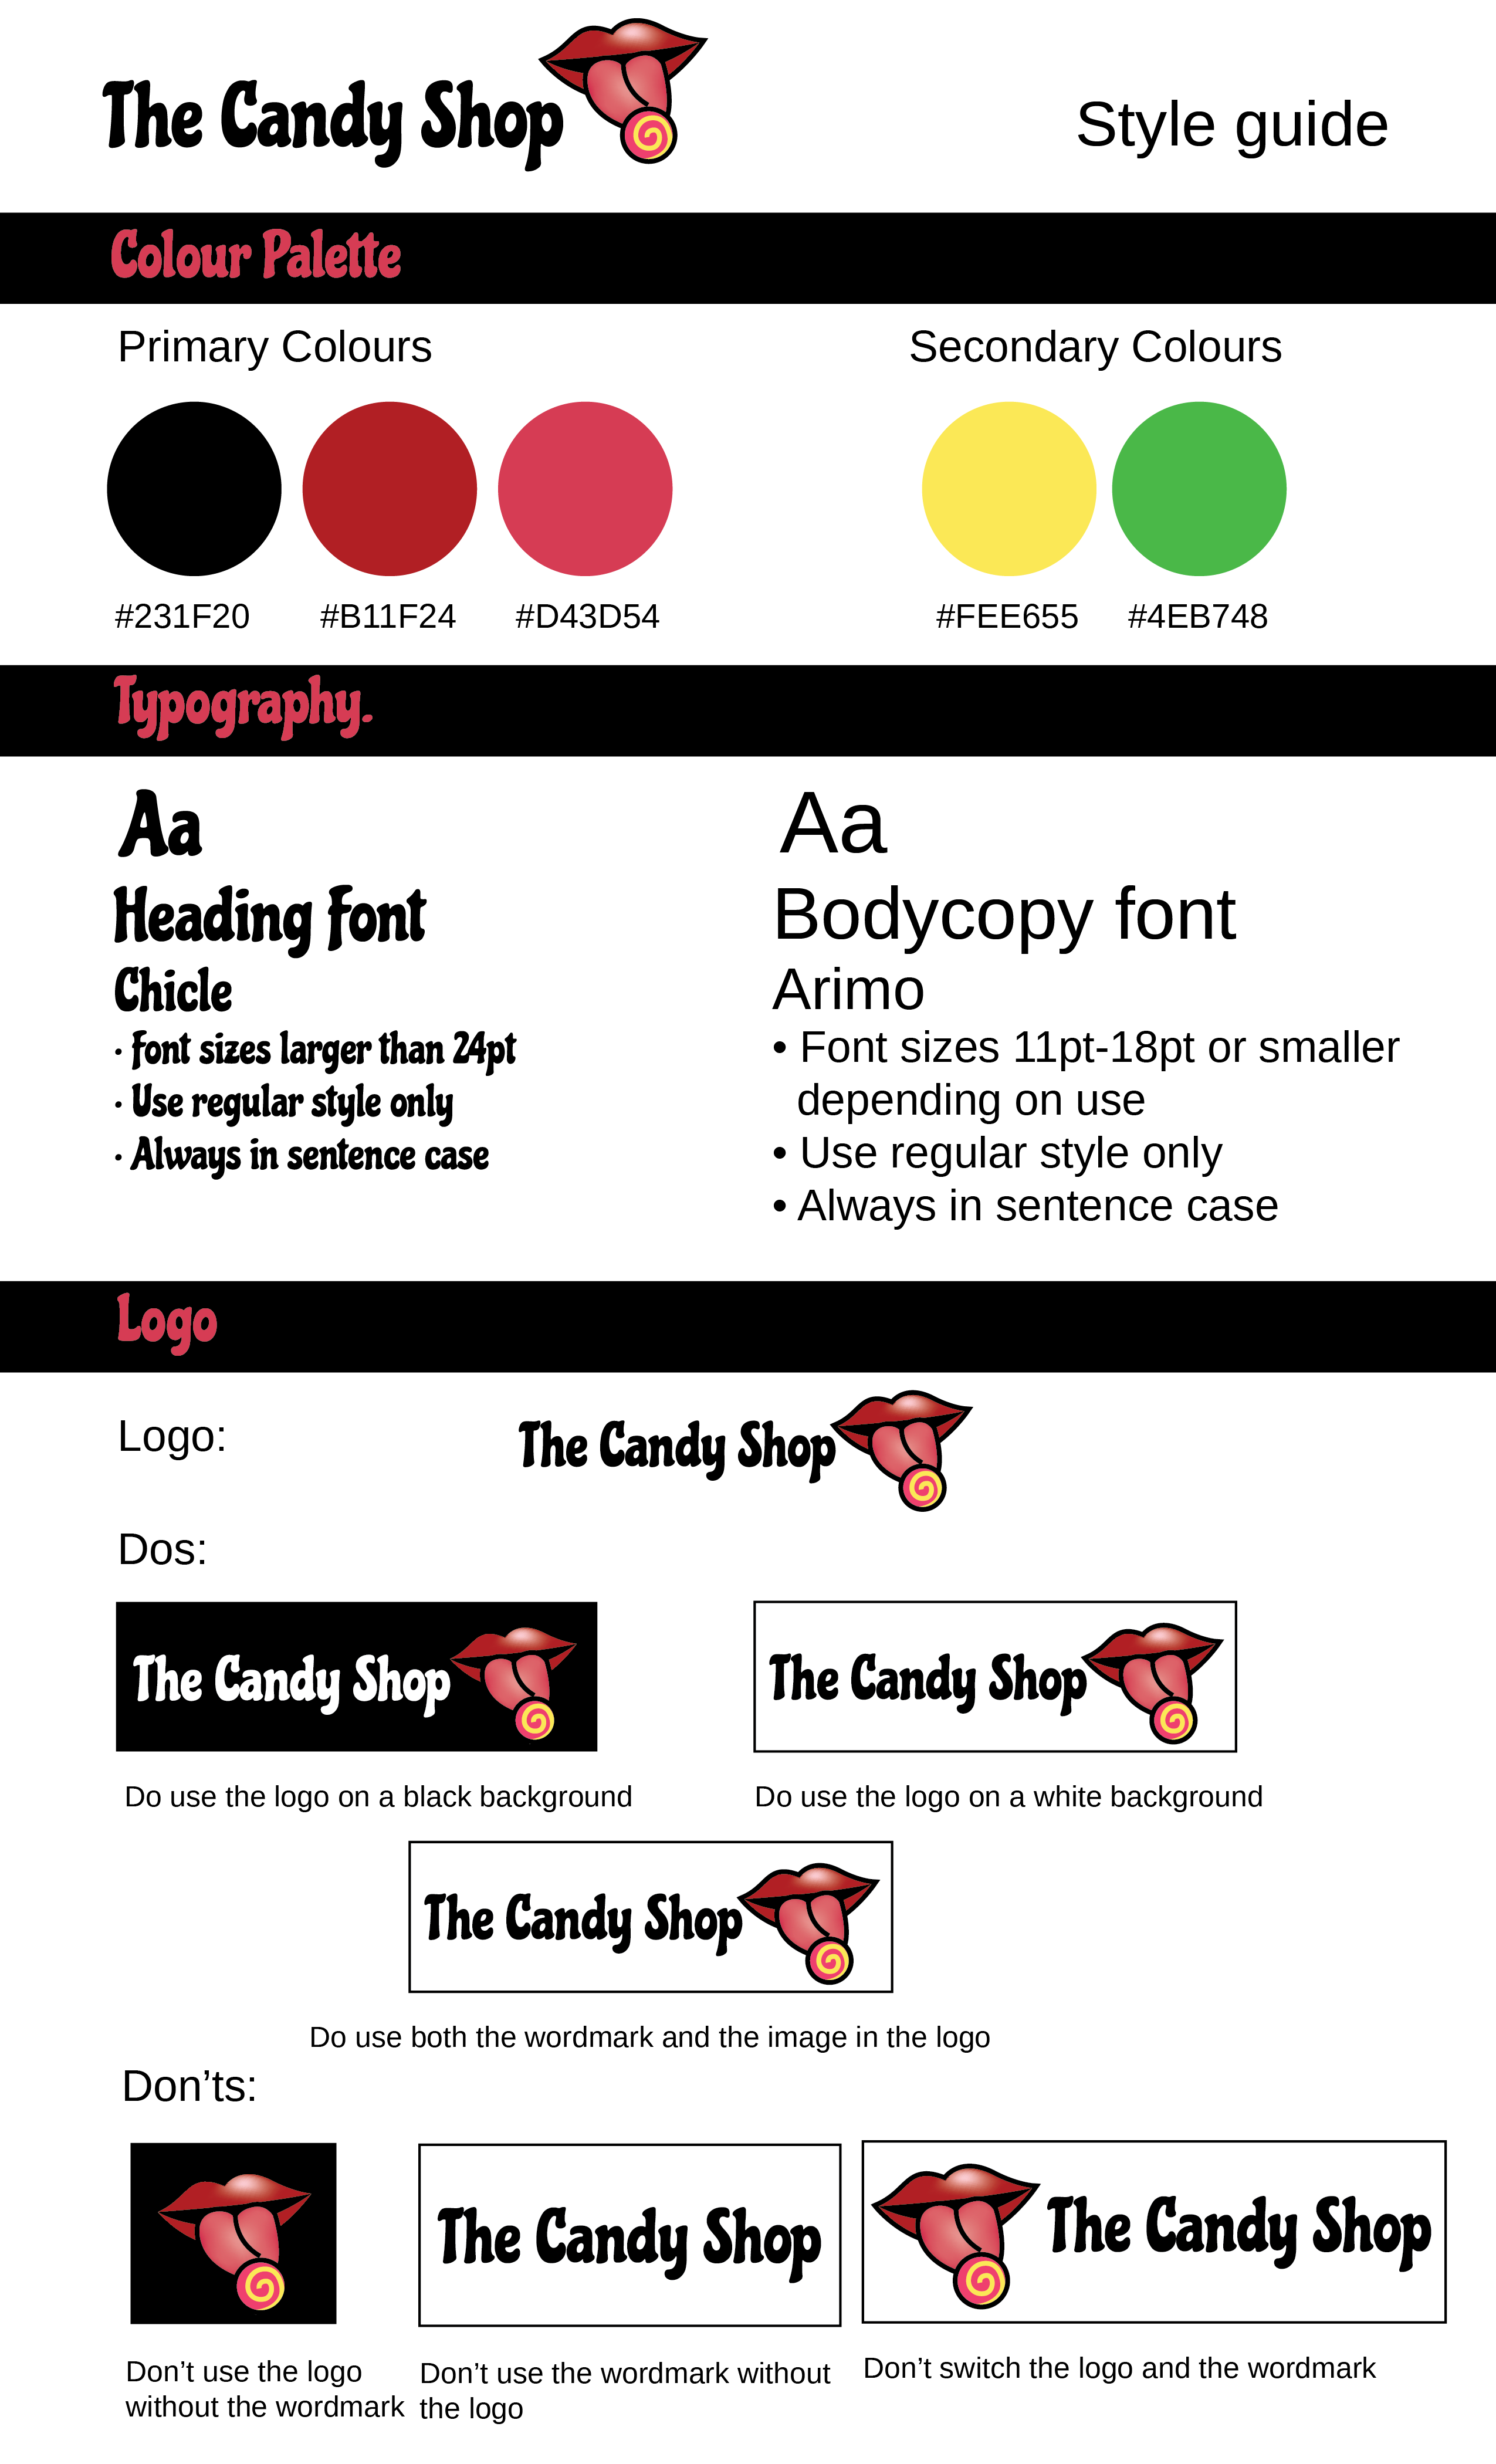 The Candy Shop
Style guide
Colour Palette
Primary Colours
Secondary Colours
#231F20
#B11F24
#D43D54
#FEE655
#4EB748
Typography.
Aa
Heading Font
Chicle
• Font sizes larger than 24pt
• Use regular style only
• Always in sentence case
Aa
Bodycopy font
Arimo
• Font sizes 11pt-18pt or smaller
depending on use
• Use regular style only
• Always in sentence case
Logo
Logo:
The Candy Shop
Dos:
The Candy Shop
The Candy Shop
Do use the logo on a black background
Do use the logo on a white background
The Candy Shop
Do use both the wordmark and the image in the logo
Don’ts:
The Candy Shop
The Candy Shop
Don’t use the logo
without the wordmark
Don’t use the wordmark without
the logo
Don’t switch the logo and the wordmark